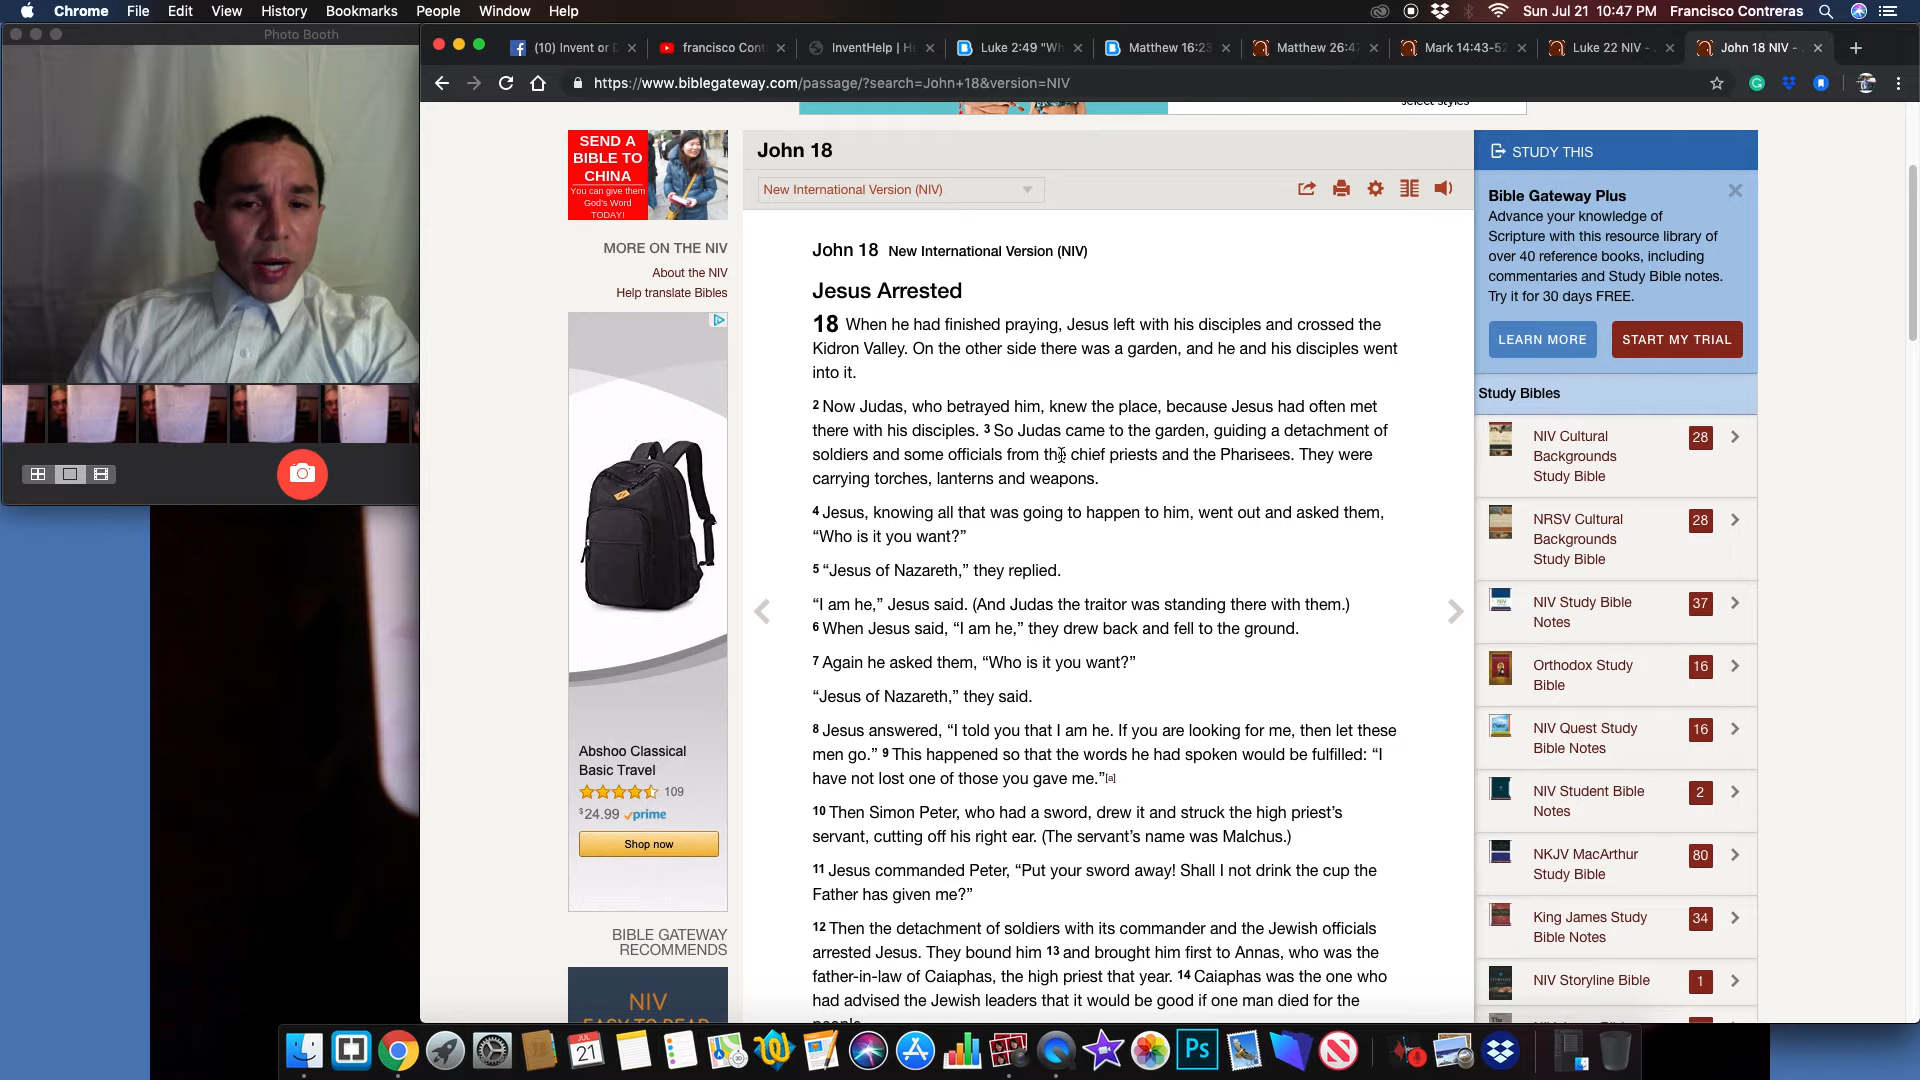 Chrome File Edit View History Bookmarks People Window Help
Sun Jul 21 10:47 PM Francisco Contreras
Photo Booth
(10) Invent or D
francisco Cont
InventHelp | H
Luke 2:49 "Wh
Matthew 16:23
Matthew 26:47
Mark 14:43-52
Luke 22 NIV -
John 18 NIV -
https://www.biblegateway.com/passage/?search=John+18&version=NIV
select styles
SEND A
BIBLE TO
CHINA
You can give them
God's Word
TODAY!
MORE ON THE NIV
About the NIV
Help translate Bibles
Abshoo Classical
Basic Travel
109
$24.99 prime
Shop now
BIBLE GATEWAY
RECOMMENDS
NIV
John 18
New International Version (NIV)
John 18 New International Version (NIV)
Jesus Arrested
18 When he had finished praying, Jesus left with his disciples and crossed the
Kidron Valley. On the other side there was a garden, and he and his disciples went
into it.
2 Now Judas, who betrayed him, knew the place, because Jesus had often met
there with his disciples. 3 So Judas came to the garden, guiding a detachment of
soldiers and some officials from the chief priests and the Pharisees. They were
carrying torches, lanterns and weapons.
4 Jesus, knowing all that was going to happen to him, went out and asked them,
“Who is it you want?”
5 “Jesus of Nazareth,” they replied.
“I am he,” Jesus said. (And Judas the traitor was standing there with them.)
6 When Jesus said, “I am he,” they drew back and fell to the ground.
7 Again he asked them, “Who is it you want?”
“Jesus of Nazareth,” they said.
8 Jesus answered, “I told you that I am he. If you are looking for me, then let these
men go.” 9 This happened so that the words he had spoken would be fulfilled: “I
have not lost one of those you gave me.”[a]
10 Then Simon Peter, who had a sword, drew it and struck the high priest’s
servant, cutting off his right ear. (The servant’s name was Malchus.)
11 Jesus commanded Peter, “Put your sword away! Shall I not drink the cup the
Father has given me?”
12 Then the detachment of soldiers with its commander and the Jewish officials
arrested Jesus. They bound him 13 and brought him first to Annas, who was the
father-in-law of Caiaphas, the high priest that year. 14 Caiaphas was the one who
had advised the Jewish leaders that it would be good if one man died for the
STUDY THIS
Bible Gateway Plus
Advance your knowledge of
Scripture with this resource library of
over 40 reference books, including
commentaries and Study Bible notes.
Try it for 30 days FREE.
LEARN MORE START MY TRIAL
Study Bibles
NIV Cultural
Backgrounds
Study Bible
28
NRSV Cultural
Backgrounds
Study Bible
28
NIV Study Bible
Notes
37
Orthodox Study
Bible
16
NIV Quest Study
Bible Notes
16
NIV Student Bible
Notes
2
NKJV MacArthur
Study Bible
80
King James Study
Bible Notes
34
NIV Storyline Bible
1
JUL
21
Ps